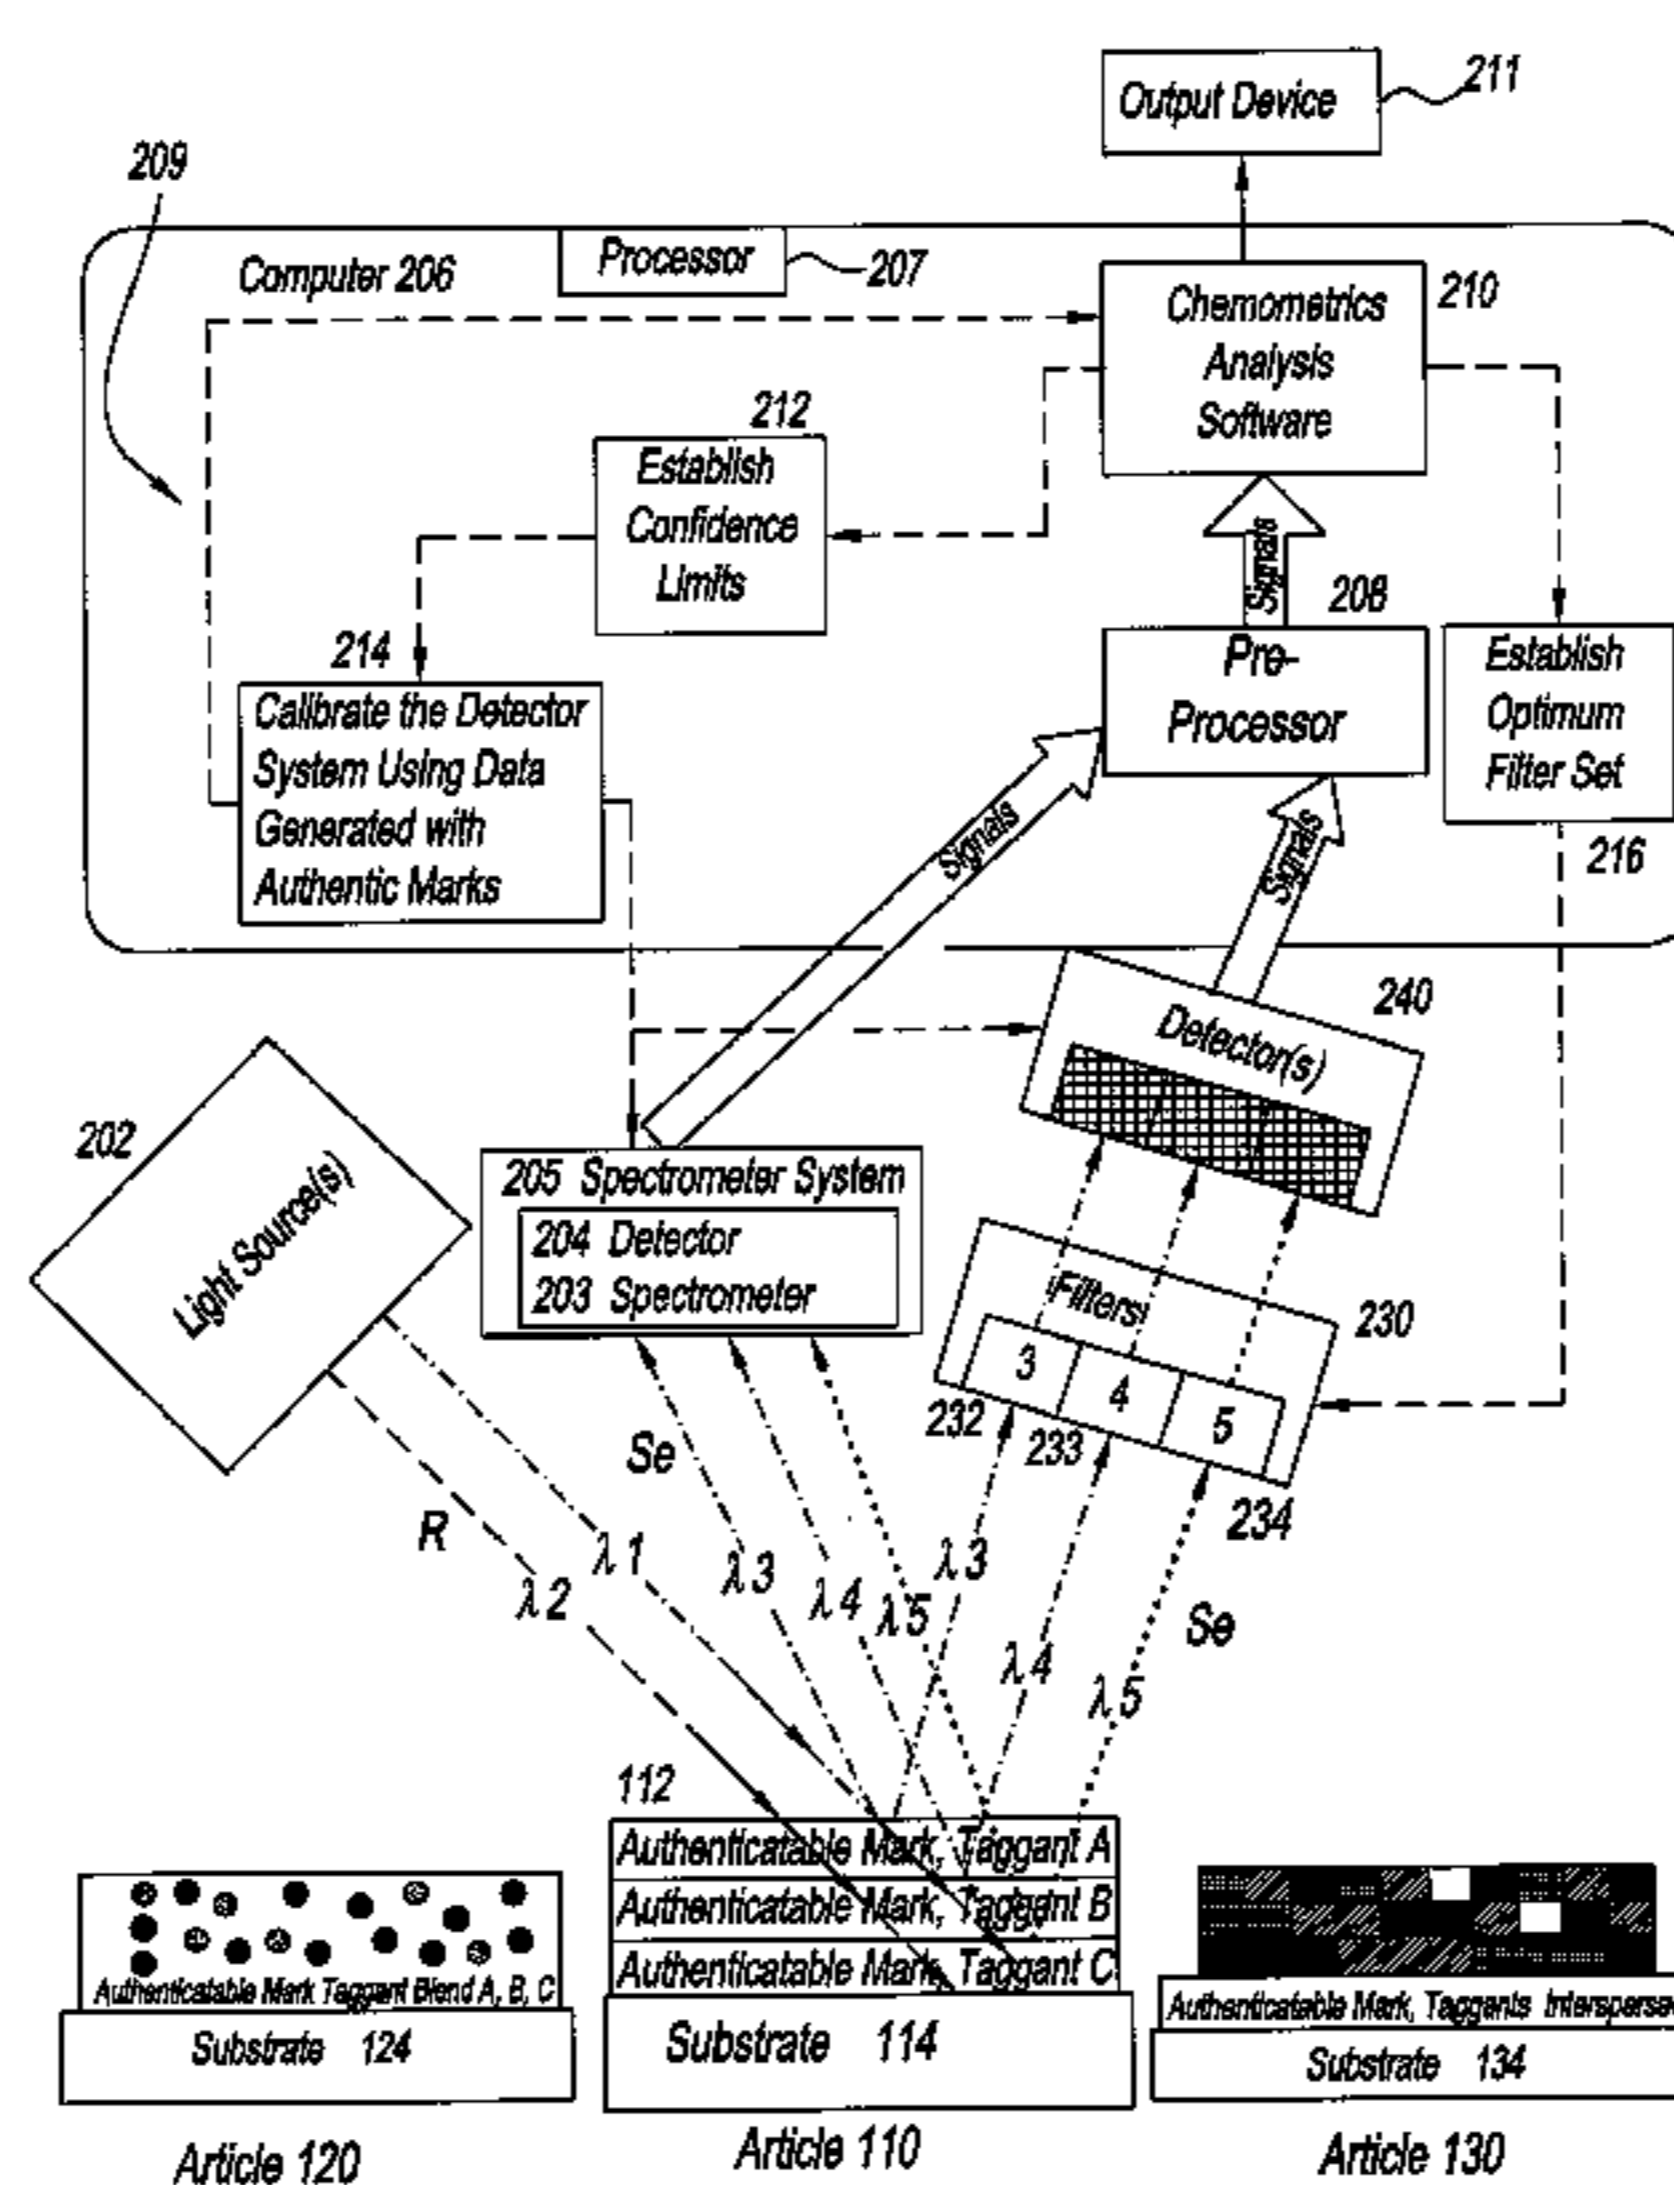 Output Device
211
209
Computer 206
Processor
207
Chemometrics
Analysis
Software
210
212
Establish
Confidence
Limits
Signals
208
Pre-
Processor
Establish
Optimum
Filter Set
216
214
Calibrate the Detector
System Using Data
Generated with
Authentic Marks
Signals
Signals
240
Detector(s)
202
Light Source(s)
205 Spectrometer System
204 Detector
203 Spectrometer
Filters
230
3
4
5
232
233
234
Se
R
λ1
λ2
λ3
λ4
λ5
λ3
λ4
λ5
Se
112
Authenticatable Mark, Taggant A
Authenticatable Mark, Taggant B
Authenticatable Mark, Taggant C
Substrate 114
Article 110
Authenticatable Mark Taggant Blend A, B, C
Substrate 124
Article 120
Authenticatable Mark, Taggants Interspersed
Substrate 134
Article 130